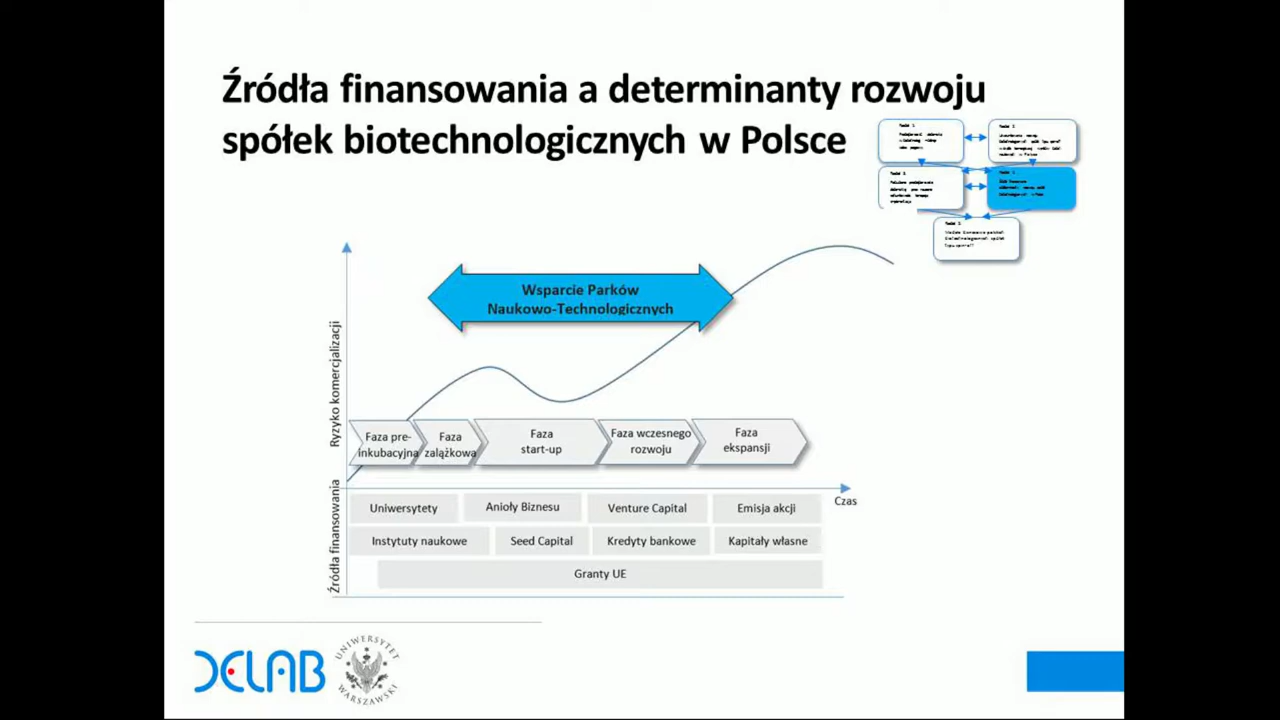 Źródła finansowania a determinanty rozwoju
spółek biotechnologicznych w Polsce
Wsparcie Parków
Naukowo-Technologicznych
Ryzyko komercjalizacji
Faza pre-
inkubacyjna
Faza
zalążkowa
Faza
start-up
Faza wczesnego
rozwoju
Faza
ekspansji
Czas
Źródła finansowania
Uniwersytety
Anioły Biznesu
Venture Capital
Emisja akcji
Instytuty naukowe
Seed Capital
Kredyty bankowe
Kapitały własne
Granty UE
DELAB
UNIWERSYTET
WARSZAWSKI